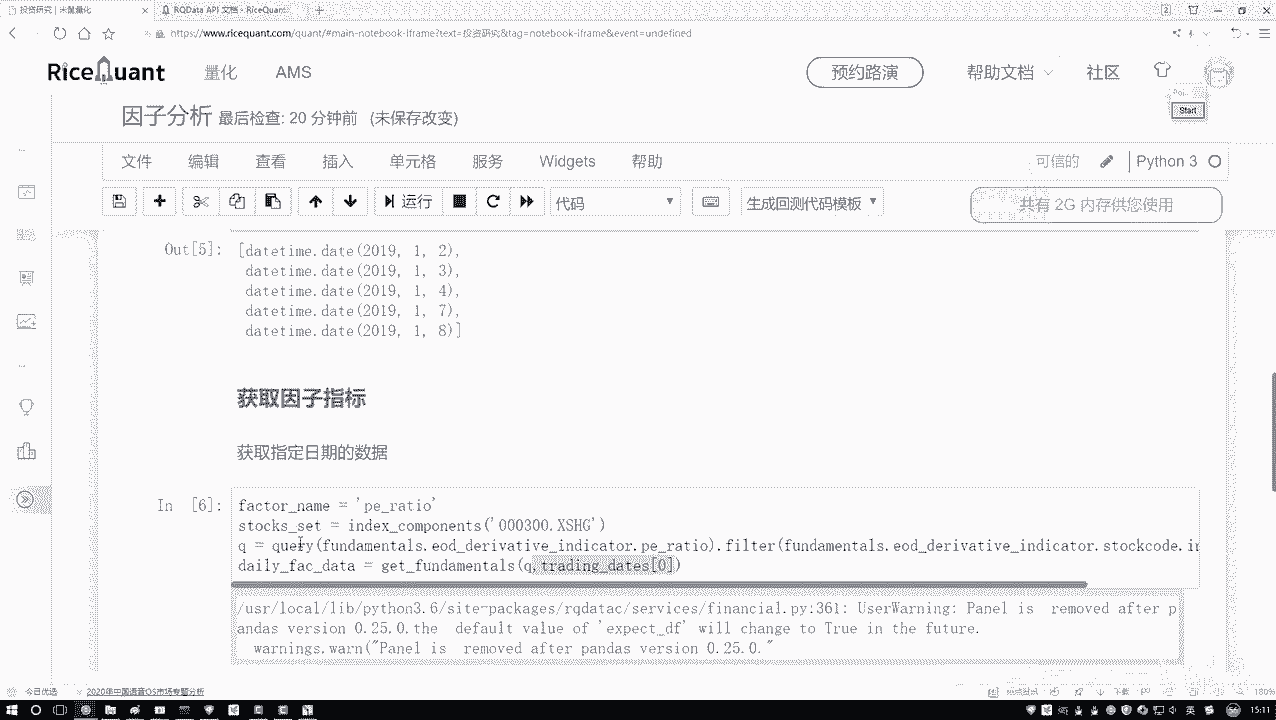 投资研究 | 米筐量化
RQData API 文档 - RiceQuant
https://www.ricequant.com/quant/#main-notebook-iframe?text=投资研究&tag=notebook-iframe&event=undefined
RiceQuant 量化 AMS 预约路演 帮助文档 社区
Start
因子分析 最后检查: 20 分钟前 (未保存改变)
文件 编辑 查看 插入 单元格 服务 Widgets 帮助 可信的 Python 3
运行 代码 生成回测代码模板 共有 2G 内存供您使用
Out[5]: [datetime.date(2019, 1, 2),
datetime.date(2019, 1, 3),
datetime.date(2019, 1, 4),
datetime.date(2019, 1, 7),
datetime.date(2019, 1, 8)]
获取因子指标
获取指定日期的数据
In [6]: factor_name = 'pe_ratio'
stocks_set = index_components('000300.XSHG')
q = query(fundamentals.eod_derivative_indicator.pe_ratio).filter(fundamentals.eod_derivative_indicator.stockcode.in
daily_fac_data = get_fundamentals(q,trading_dates[0])
/usr/local/lib/python3.6/site-packages/rqdatac/services/financial.py:361: UserWarning: Panel is removed after p
andas version 0.25.0.the default value of 'expect_df' will change to True in the future.
warnings.warn("Panel is removed after pandas version 0.25.0."
今日优选 2020年中国语音OS市场专题分析 下载 180%
英 15:11